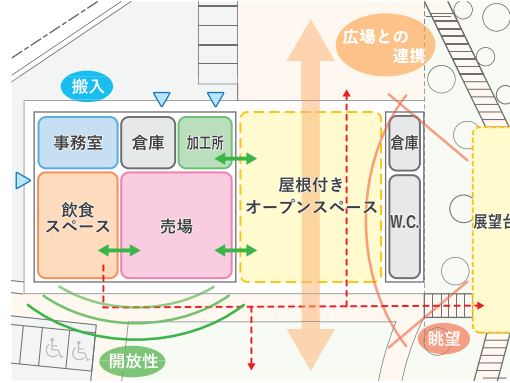 広場との
連携
搬入
事務室
倉庫
加工所
倉庫
屋根付き
オープンスペース
飲食
スペース
売場
W.C.
展望台
眺望
開放性